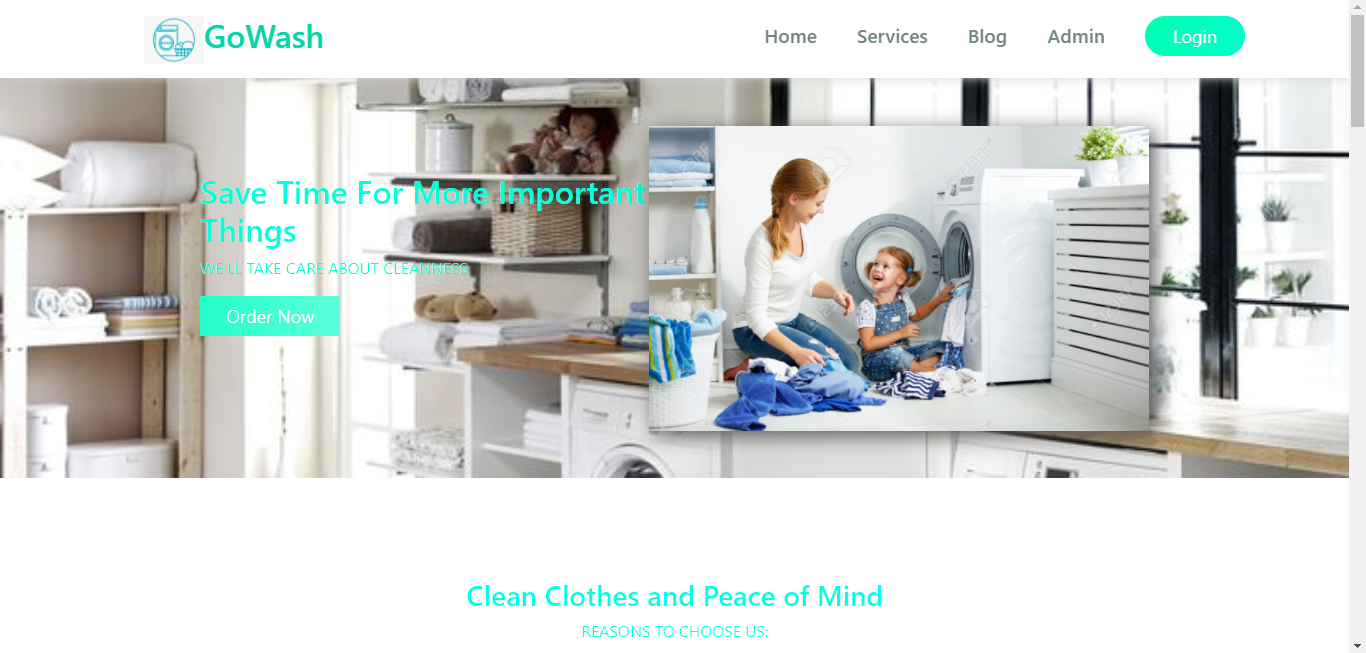 GoWash
Home
Services
Blog
Admin
Login
Save Time For More Important
Things
WE'LL TAKE CARE ABOUT CLEANNESS
Order Now
Clean Clothes and Peace of Mind
REASONS TO CHOOSE US: